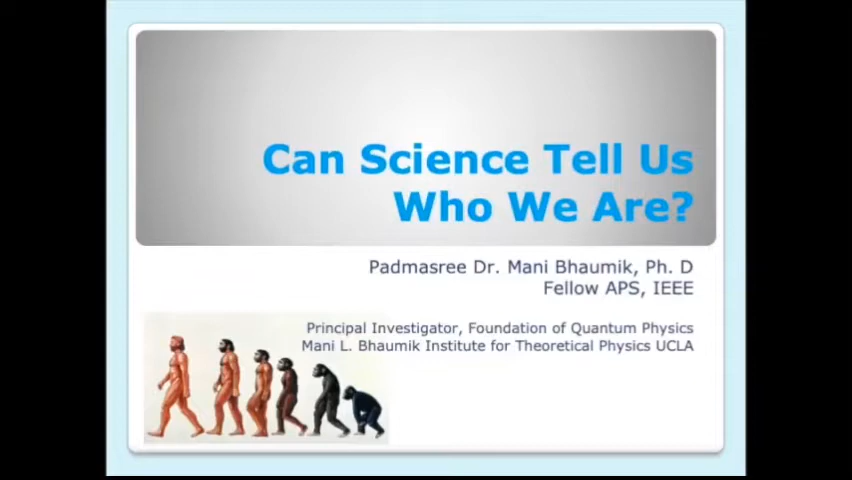 Can Science Tell Us
Who We Are?
Padmasree Dr. Mani Bhaumik, Ph. D
Fellow APS, IEEE
Principal Investigator, Foundation of Quantum Physics
Mani L. Bhaumik Institute for Theoretical Physics UCLA